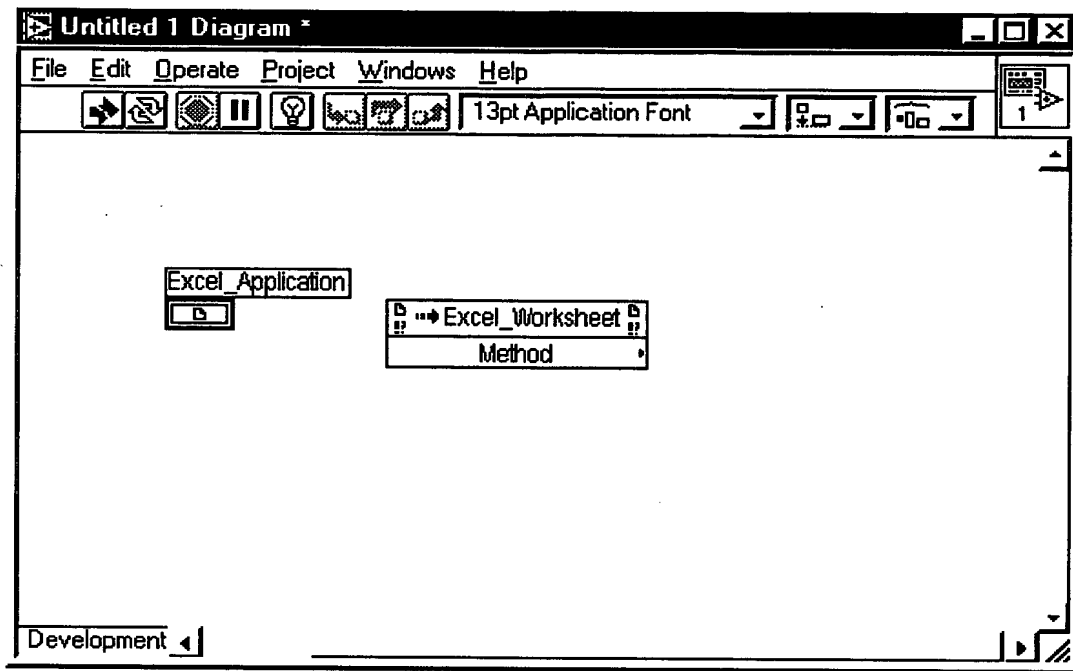 Untitled 1 Diagram *
File Edit Operate Project Windows Help
13pt Application Font
1
Excel_Application
Excel_Worksheet
Method
Development